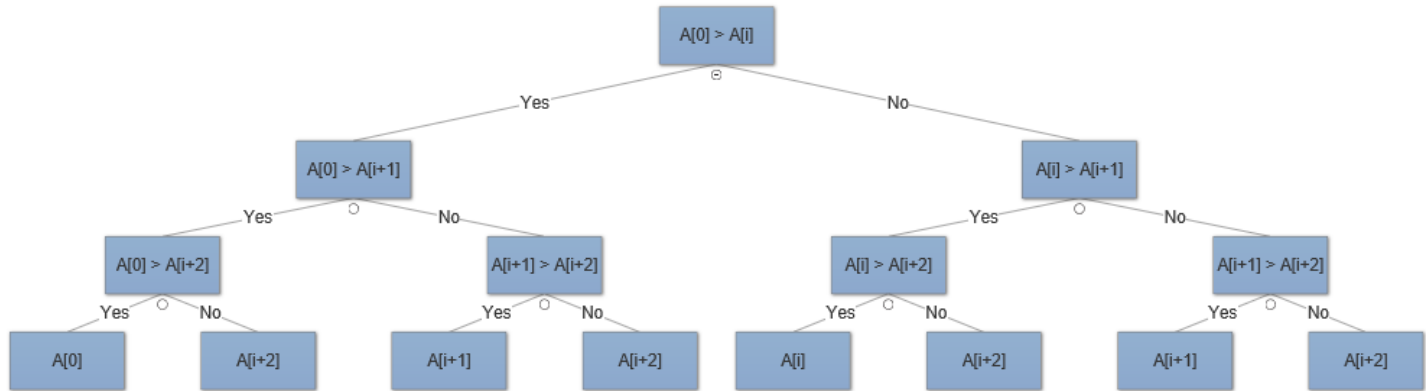 A[0] > A[i]
Yes
No
A[0] > A[i+1]
A[i] > A[i+1]
Yes
No
Yes
No
A[0] > A[i+2]
A[i+1] > A[i+2]
A[i] > A[i+2]
A[i+1] > A[i+2]
Yes
No
Yes
No
Yes
No
Yes
No
A[0]
A[i+2]
A[i+1]
A[i+2]
A[i]
A[i+2]
A[i+1]
A[i+2]